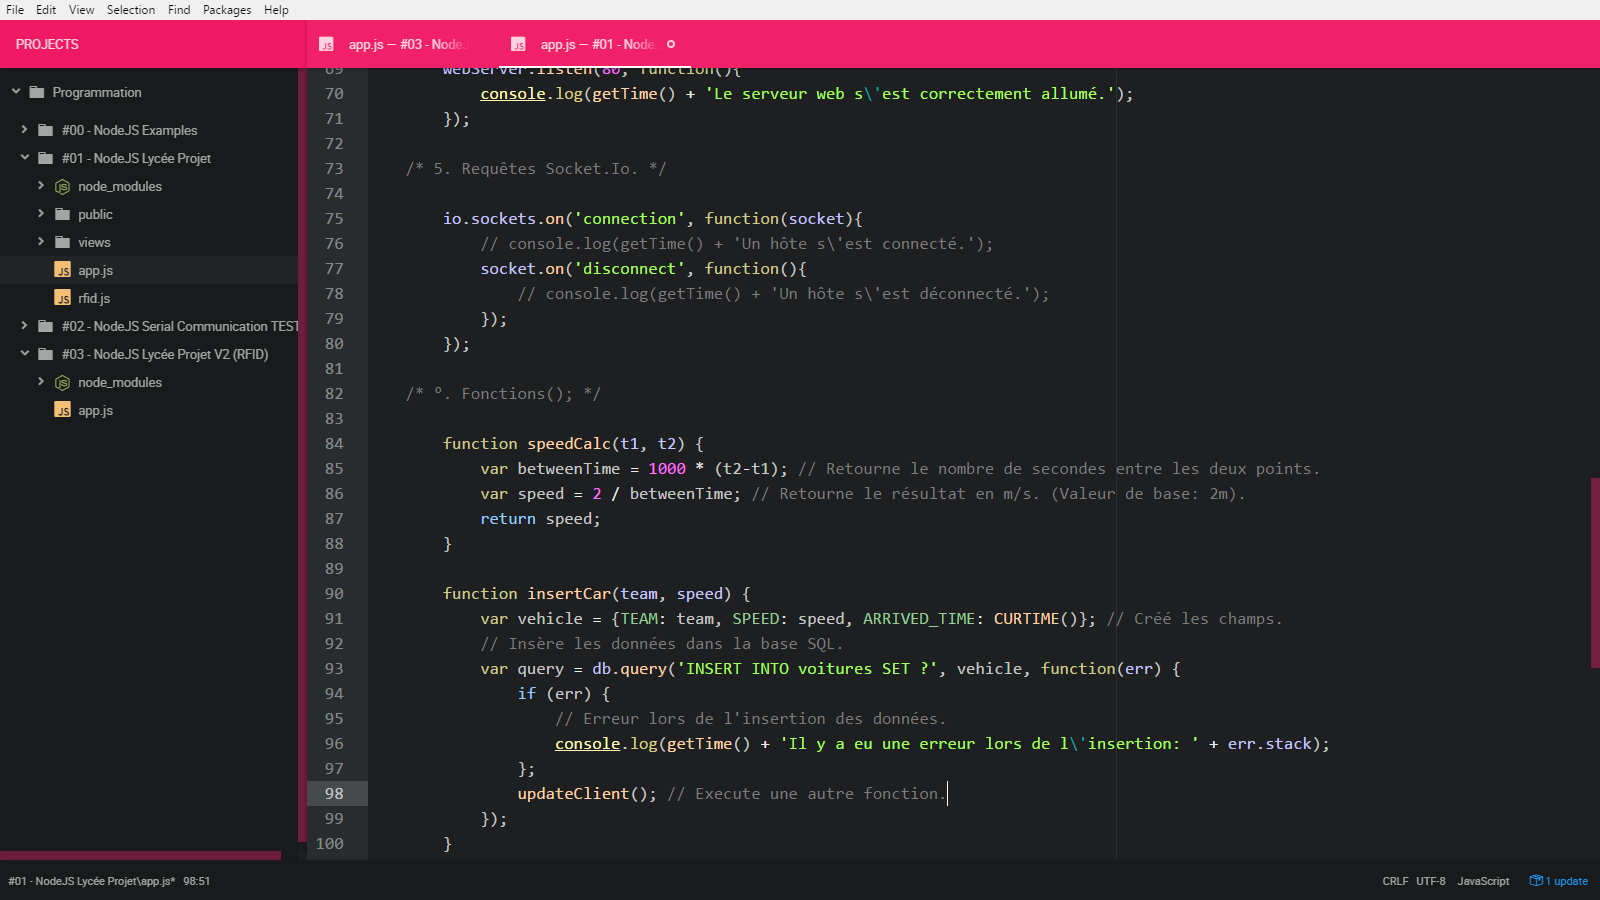 File Edit View Selection Find Packages Help
PROJECTS
app.js — #03 - Node
app.js — #01 - Node
Programmation
#00 - NodeJS Examples
#01 - NodeJS Lycée Projet
node_modules
public
views
app.js
rfid.js
#02 - NodeJS Serial Communication TEST
#03 - NodeJS Lycée Projet V2 (RFID)
node_modules
app.js
69 webServer.listen(80, function(){
70 console.log(getTime() + 'Le serveur web s\'est correctement allumé.');
71 });
72
73 /* 5. Requêtes Socket.Io. */
74
75 io.sockets.on('connection', function(socket){
76 // console.log(getTime() + 'Un hôte s\'est connecté.');
77 socket.on('disconnect', function(){
78 // console.log(getTime() + 'Un hôte s\'est déconnecté.');
79 });
80 });
81
82 /* º. Fonctions(); */
83
84 function speedCalc(t1, t2) {
85 var betweenTime = 1000 * (t2-t1); // Retourne le nombre de secondes entre les deux points.
86 var speed = 2 / betweenTime; // Retourne le résultat en m/s. (Valeur de base: 2m).
87 return speed;
88 }
89
90 function insertCar(team, speed) {
91 var vehicle = {TEAM: team, SPEED: speed, ARRIVED_TIME: CURTIME()}; // Créé les champs.
92 // Insère les données dans la base SQL.
93 var query = db.query('INSERT INTO voitures SET ?', vehicle, function(err) {
94 if (err) {
95 // Erreur lors de l'insertion des données.
96 console.log(getTime() + 'Il y a eu une erreur lors de l\'insertion: ' + err.stack);
97 };
98 updateClient(); // Execute une autre fonction.
99 });
100 }
#01 - NodeJS Lycée Projet\app.js* 98:51
CRLF UTF-8 JavaScript 1 update